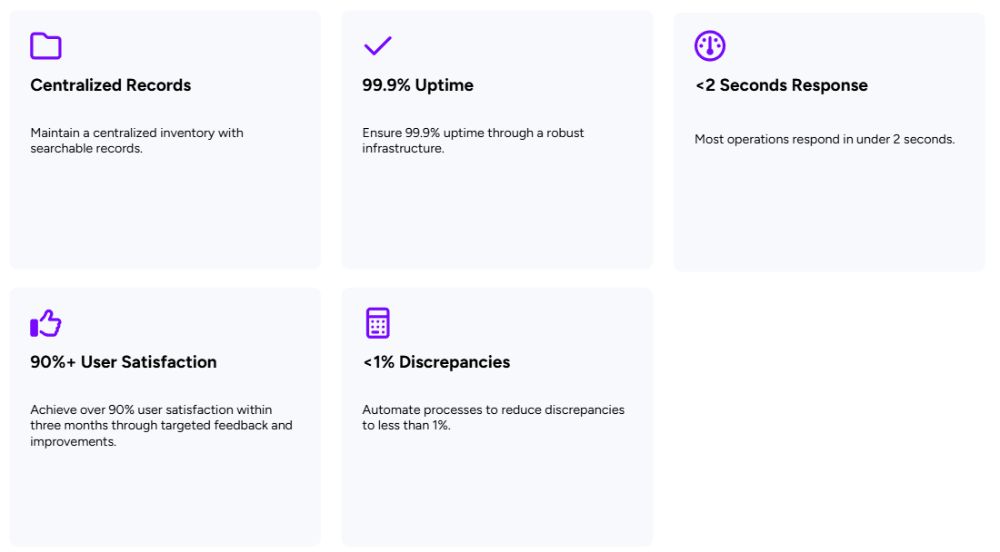 Centralized Records
Maintain a centralized inventory with
searchable records.
99.9% Uptime
Ensure 99.9% uptime through a robust
infrastructure.
<2 Seconds Response
Most operations respond in under 2 seconds.
90%+ User Satisfaction
Achieve over 90% user satisfaction within
three months through targeted feedback and
improvements.
<1% Discrepancies
Automate processes to reduce discrepancies
to less than 1%.